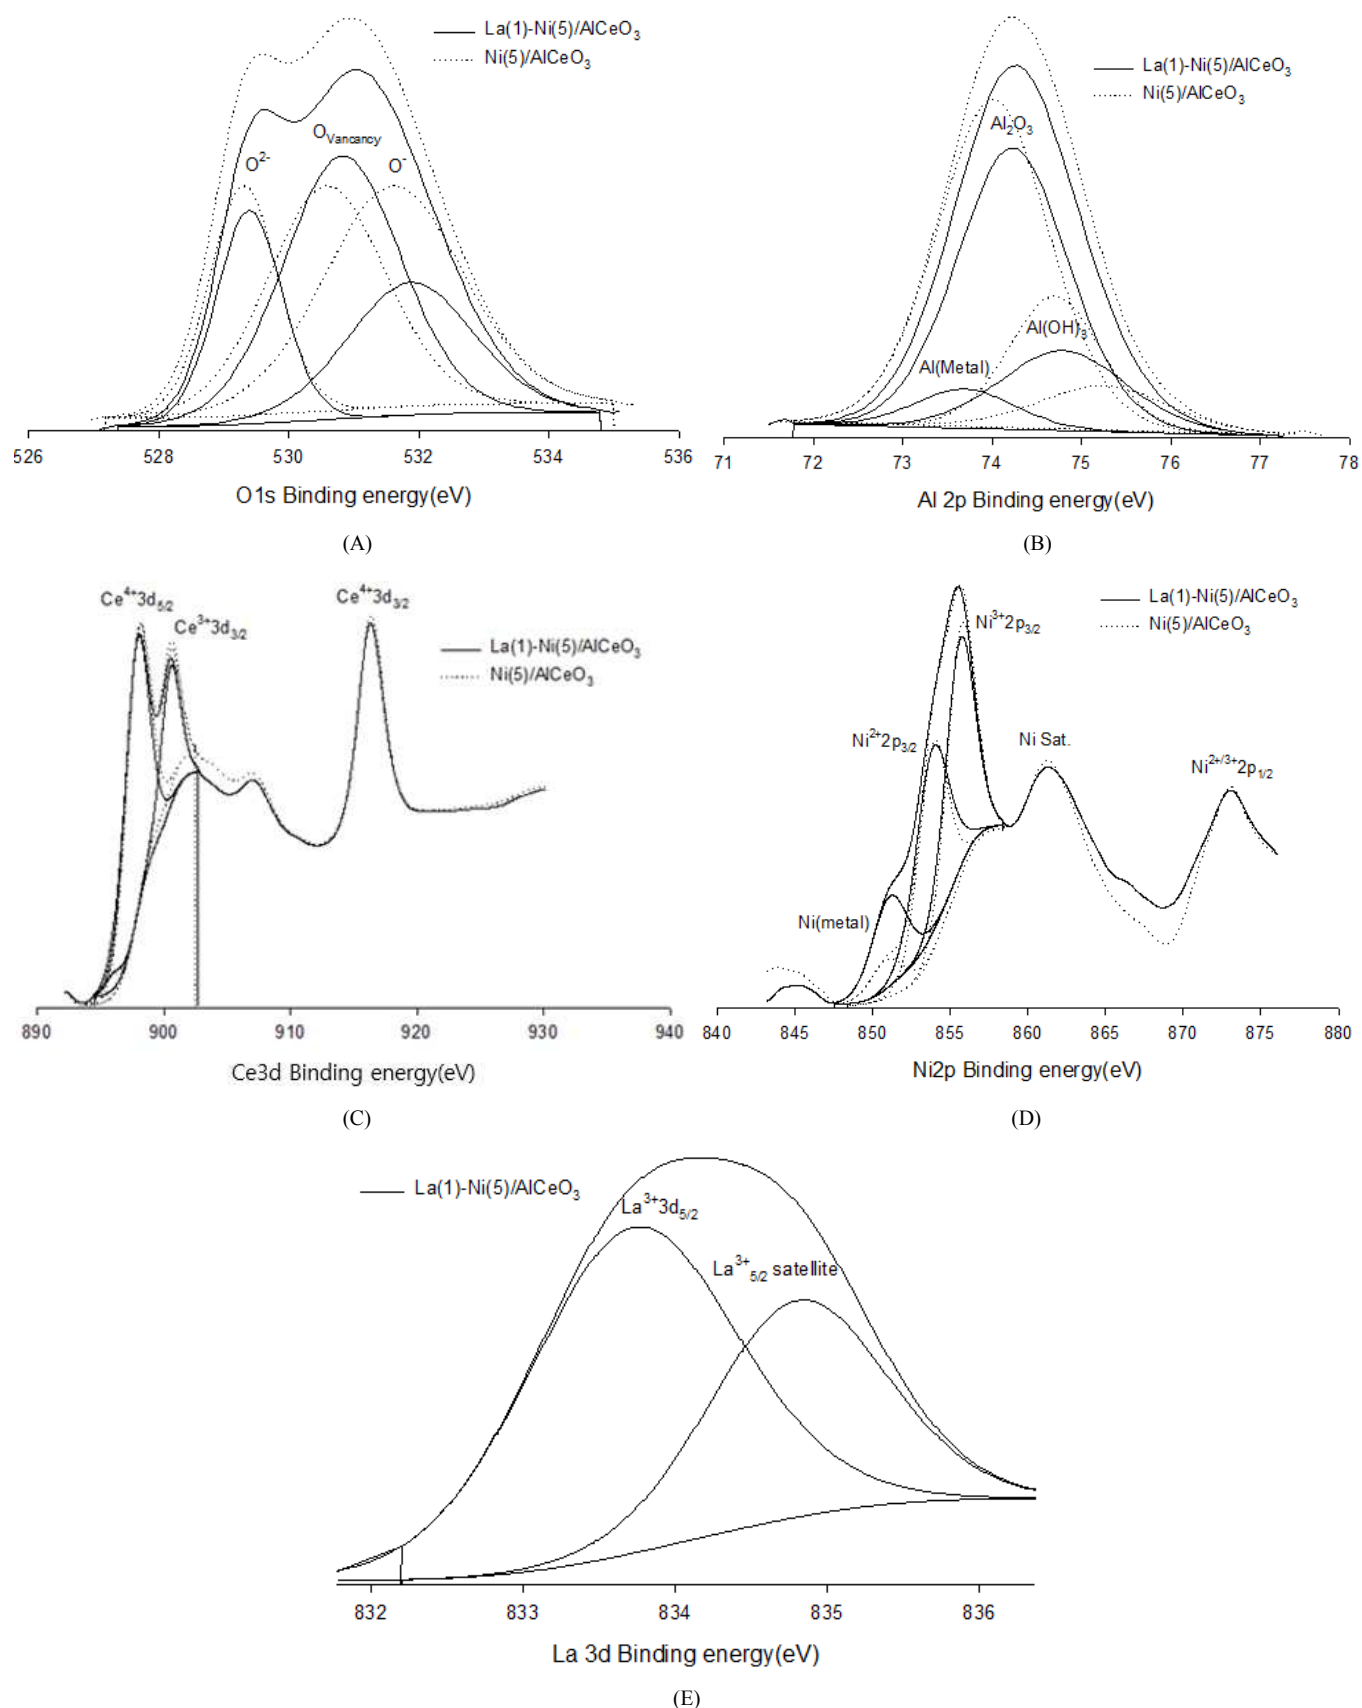 La(1)-Ni(5)/AlCeO3
Ni(5)/AlCeO3
OVancancy
O2-
O-
526 528 530 532 534 536
O1s Binding energy(eV)
(A)
La(1)-Ni(5)/AlCeO3
Ni(5)/AlCeO3
Al2O3
Al(OH)3
Al(Metal)
71 72 73 74 75 76 77 78
Al 2p Binding energy(eV)
(B)
Ce4+3d5/2
Ce4+3d3/2
Ce3+3d3/2
La(1)-Ni(5)/AlCeO3
Ni(5)/AlCeO3
890 900 910 920 930 940
Ce3d Binding energy(eV)
(C)
La(1)-Ni(5)/AlCeO3
Ni(5)/AlCeO3
Ni3+2p3/2
Ni2+2p3/2
Ni Sat.
Ni2+/3+2p1/2
Ni(metal)
840 845 850 855 860 865 870 875 880
Ni2p Binding energy(eV)
(D)
La(1)-Ni(5)/AlCeO3
La3+3d5/2
La3+5/2 satellite
832 833 834 835 836
La 3d Binding energy(eV)
(E)